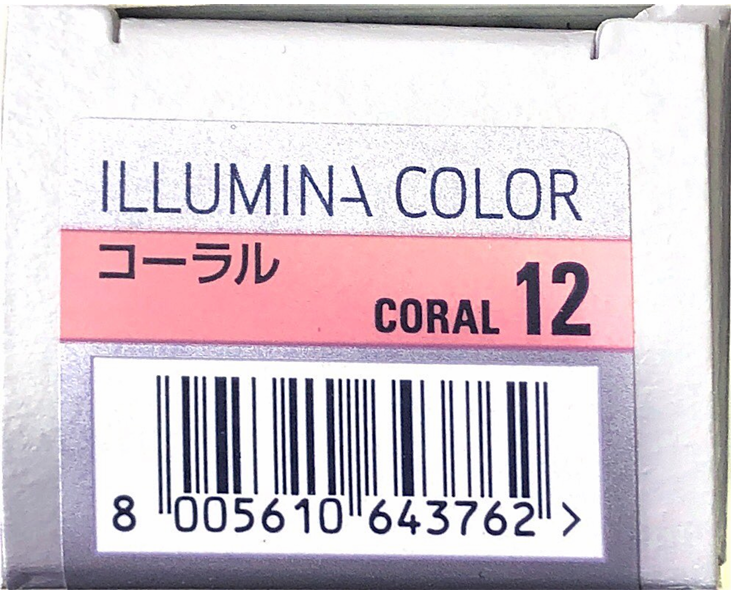 ILLUMINA COLOR
コーラル
CORAL 12
8 005610 643762 >